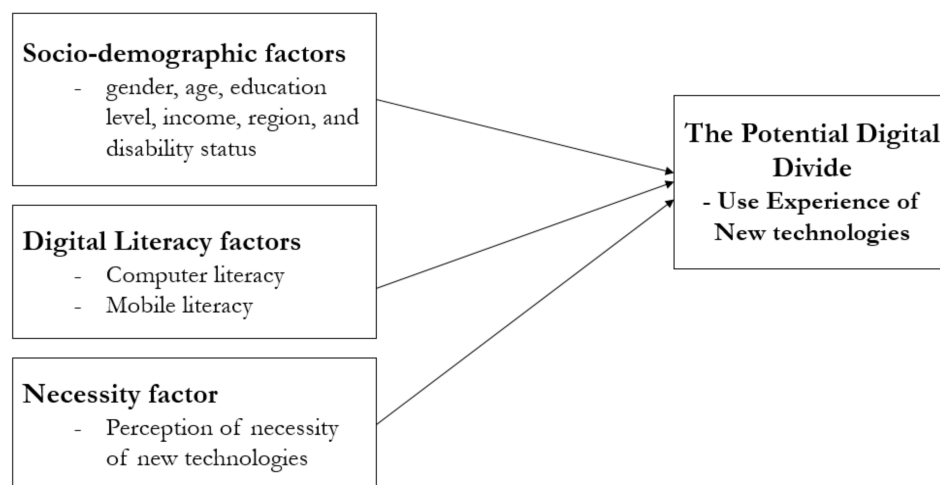 Socio-demographic factors
- gender, age, education
level, income, region, and
disability status
Digital Literacy factors
- Computer literacy
- Mobile literacy
Necessity factor
- Perception of necessity
of new technologies
The Potential Digital
Divide
- Use Experience of
New technologies